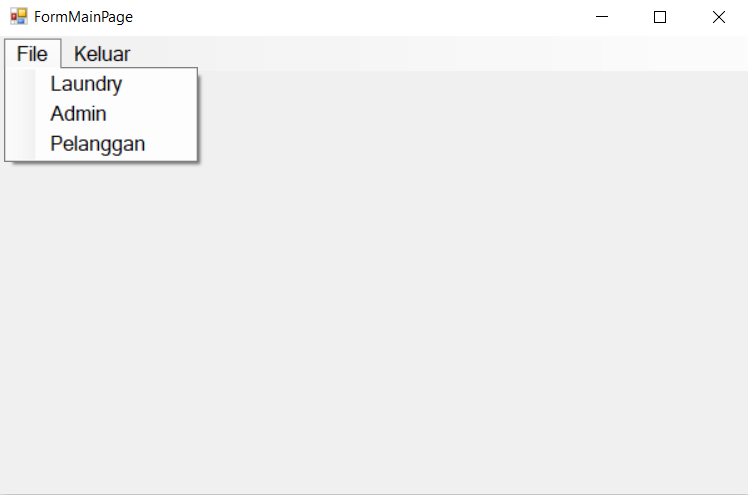 FormMainPage
File Keluar
Laundry
Admin
Pelanggan